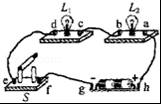 L₁ L₂
d c b a
e S f g - + h